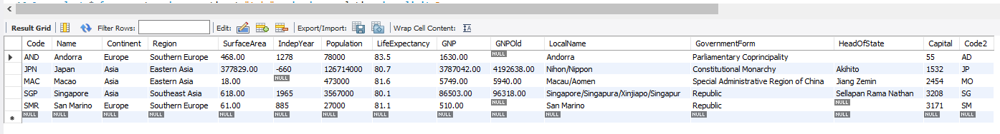 Result Grid Filter Rows: Edit: Export/Import: Wrap Cell Content: IA
Code Name Continent Region SurfaceArea IndepYear Population LifeExpectancy GNP GNPOld LocalName GovernmentForm HeadOfState Capital Code2
AND Andorra Europe Southern Europe 468.00 1278 78000 83.5 1630.00 NULL Andorra Parliamentary Coprincipality 55 AD
JPN Japan Asia Eastern Asia 377829.00 -660 126714000 80.7 3787042.00 4192638.00 Nihon/Nippon Constitutional Monarchy Akihito 1532 JP
MAC Macao Asia Eastern Asia 18.00 NULL 473000 81.6 5749.00 5940.00 Macau/Aomen Special Administrative Region of China Jiang Zemin 2454 MO
SGP Singapore Asia Southeast Asia 618.00 1965 3567000 80.1 86503.00 96318.00 Singapore/Singapura/Xinjiapo/Singapur Republic Sellapan Rama Nathan 3208 SG
SMR San Marino Europe Southern Europe 61.00 885 27000 81.1 510.00 NULL San Marino Republic NULL 3171 SM
NULL NULL NULL NULL NULL NULL NULL NULL NULL NULL NULL NULL NULL NULL NULL